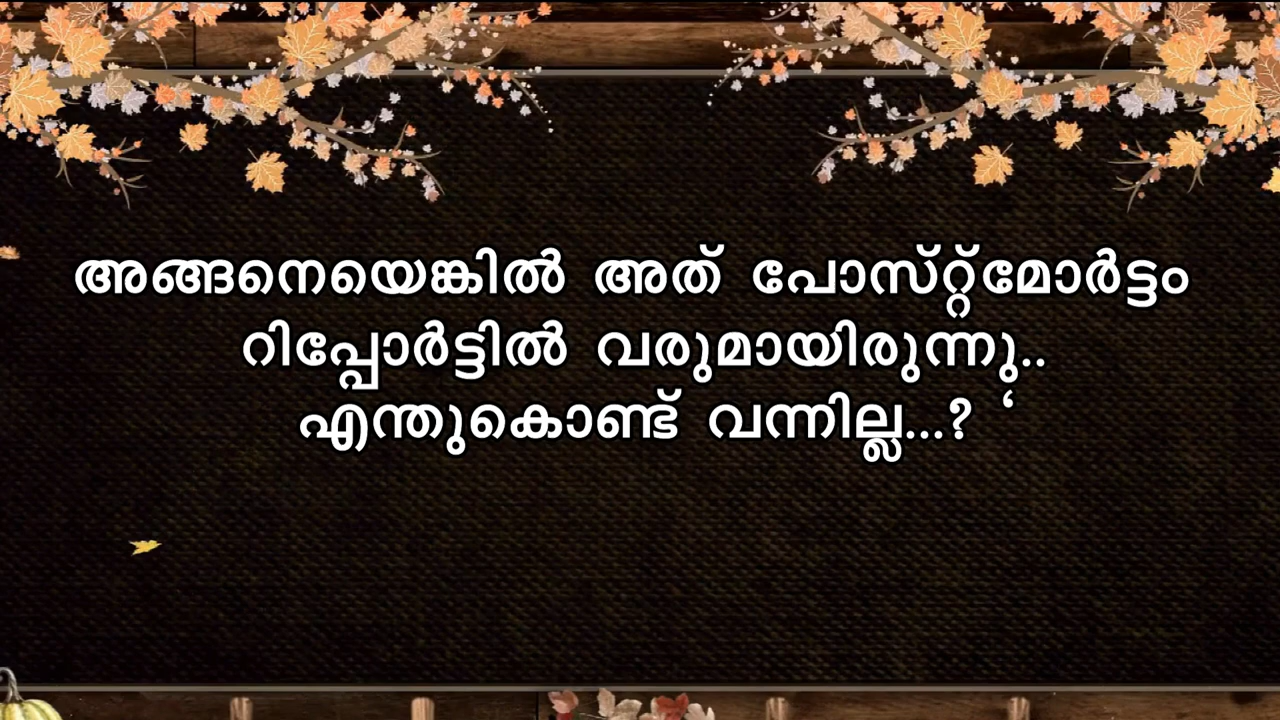 അങ്ങനെയെങ്കിൽ അത് പോസ്റ്റ്മോർട്ടം
റിപ്പോർട്ടിൽ വരുമായിരുന്നു..
എന്തുകൊണ്ട് വന്നില്ല...? ‘